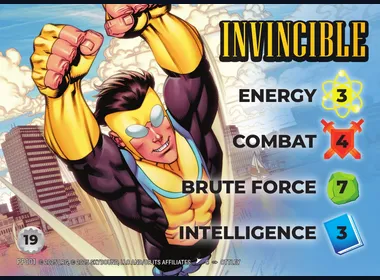 INVINCIBLE
ENERGY 3
COMBAT 4
BRUTE FORCE 7
INTELLIGENCE 3
19